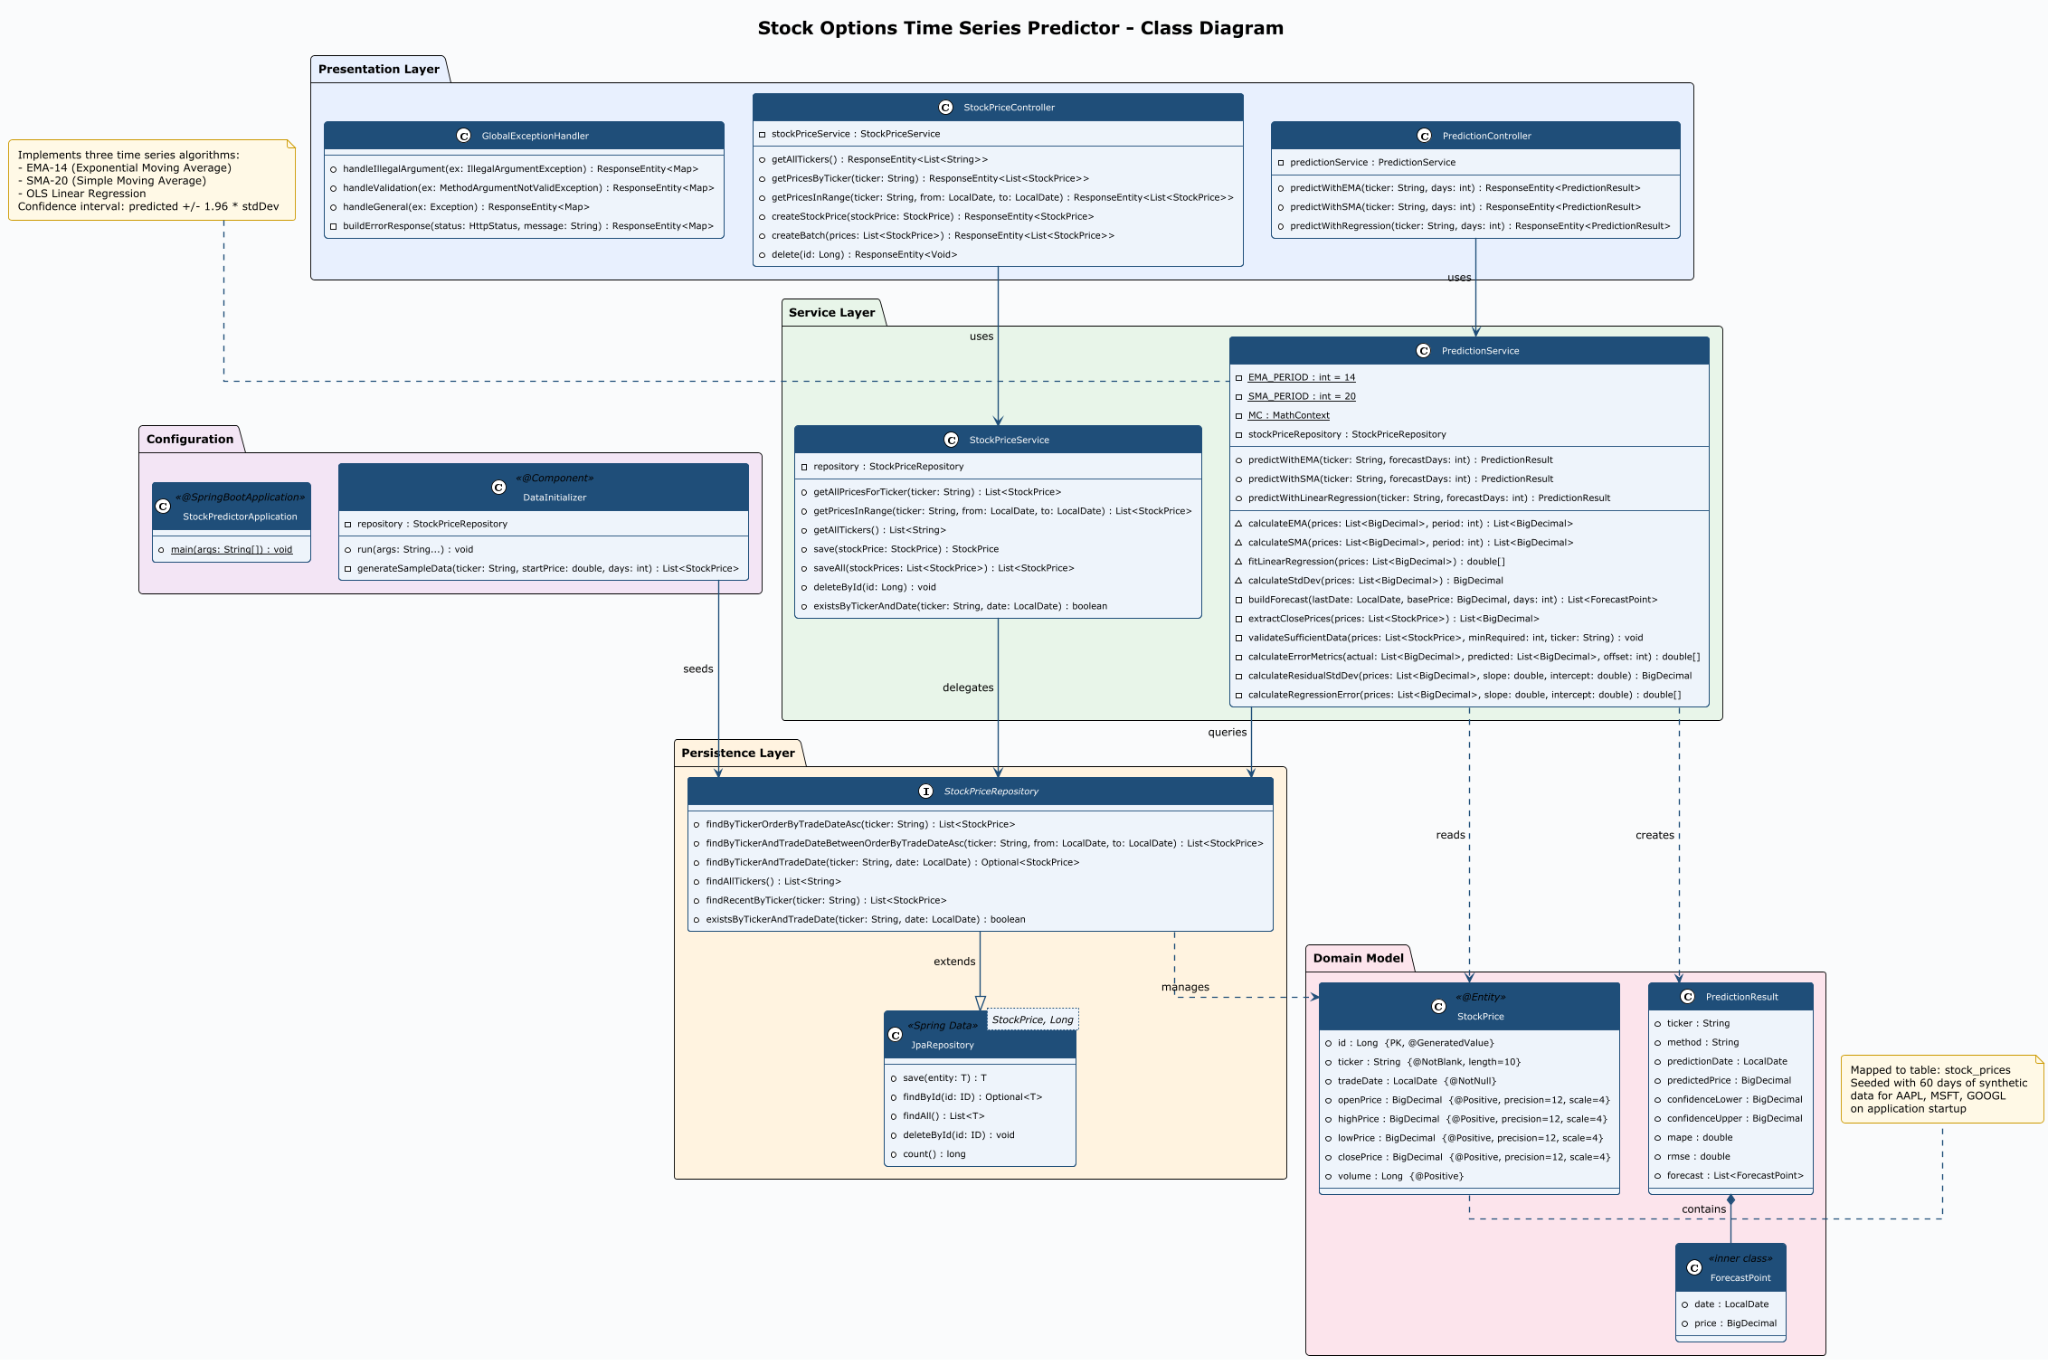 Stock Options Time Series Predictor - Class Diagram
Presentation Layer
C GlobalExceptionHandler
handleIllegalArgument(ex: IllegalArgumentException) : ResponseEntity<Map>
handleValidation(ex: MethodArgumentNotValidException) : ResponseEntity<Map>
handleGeneral(ex: Exception) : ResponseEntity<Map>
buildErrorResponse(status: HttpStatus, message: String) : ResponseEntity<Map>
C StockPriceController
stockPriceService : StockPriceService
getAllTickers() : ResponseEntity<List<String>>
getPricesByTicker(ticker: String) : ResponseEntity<List<StockPrice>>
getPricesInRange(ticker: String, from: LocalDate, to: LocalDate) : ResponseEntity<List<StockPrice>>
createStockPrice(stockPrice: StockPrice) : ResponseEntity<StockPrice>
createBatch(prices: List<StockPrice>) : ResponseEntity<List<StockPrice>>
delete(id: Long) : ResponseEntity<Void>
C PredictionController
predictionService : PredictionService
predictWithEMA(ticker: String, days: int) : ResponseEntity<PredictionResult>
predictWithSMA(ticker: String, days: int) : ResponseEntity<PredictionResult>
predictWithRegression(ticker: String, days: int) : ResponseEntity<PredictionResult>
Implements three time series algorithms:
- EMA-14 (Exponential Moving Average)
- SMA-20 (Simple Moving Average)
- OLS Linear Regression
Confidence interval: predicted +/- 1.96 * stdDev
uses
uses
Service Layer
C PredictionService
EMA_PERIOD : int = 14
SMA_PERIOD : int = 20
MC : MathContext
stockPriceRepository : StockPriceRepository
predictWithEMA(ticker: String, forecastDays: int) : PredictionResult
predictWithSMA(ticker: String, forecastDays: int) : PredictionResult
predictWithLinearRegression(ticker: String, forecastDays: int) : PredictionResult
calculateEMA(prices: List<BigDecimal>, period: int) : List<BigDecimal>
calculateSMA(prices: List<BigDecimal>, period: int) : List<BigDecimal>
fitLinearRegression(prices: List<BigDecimal>) : double[]
calculateStdDev(prices: List<BigDecimal>) : BigDecimal
buildForecast(lastDate: LocalDate, basePrice: BigDecimal, days: int) : List<ForecastPoint>
extractClosePrices(prices: List<StockPrice>) : List<BigDecimal>
validateSufficientData(prices: List<StockPrice>, minRequired: int, ticker: String) : void
calculateErrorMetrics(actual: List<BigDecimal>, predicted: List<BigDecimal>, offset: int) : double[]
calculateResidualStdDev(prices: List<BigDecimal>, slope: double, intercept: double) : BigDecimal
calculateRegressionError(prices: List<BigDecimal>, slope: double, intercept: double) : double[]
C StockPriceService
repository : StockPriceRepository
getAllPricesForTicker(ticker: String) : List<StockPrice>
getPricesInRange(ticker: String, from: LocalDate, to: LocalDate) : List<StockPrice>
getAllTickers() : List<String>
save(stockPrice: StockPrice) : StockPrice
saveAll(stockPrices: List<StockPrice>) : List<StockPrice>
deleteById(id: Long) : void
existsByTickerAndDate(ticker: String, date: LocalDate) : boolean
Configuration
C «@SpringBootApplication»
StockPredictorApplication
main(args: String[]) : void
C «@Component»
DataInitializer
repository : StockPriceRepository
run(args: String...) : void
generateSampleData(ticker: String, startPrice: double, days: int) : List<StockPrice>
seeds
delegates
queries
reads
creates
Persistence Layer
I StockPriceRepository
findByTickerOrderByTradeDateAsc(ticker: String) : List<StockPrice>
findByTickerAndTradeDateBetweenOrderByTradeDateAsc(ticker: String, from: LocalDate, to: LocalDate) : List<StockPrice>
findByTickerAndTradeDate(ticker: String, date: LocalDate) : Optional<StockPrice>
findAllTickers() : List<String>
findRecentByTicker(ticker: String) : List<StockPrice>
existsByTickerAndTradeDate(ticker: String, date: LocalDate) : boolean
extends
manages
StockPrice, Long
C «Spring Data»
JpaRepository
save(entity: T) : T
findById(id: ID) : Optional<T>
findAll() : List<T>
deleteById(id: ID) : void
count() : long
Domain Model
C «@Entity»
StockPrice
id : Long {PK, @GeneratedValue}
ticker : String {@NotBlank, length=10}
tradeDate : LocalDate {@NotNull}
openPrice : BigDecimal {@Positive, precision=12, scale=4}
highPrice : BigDecimal {@Positive, precision=12, scale=4}
lowPrice : BigDecimal {@Positive, precision=12, scale=4}
closePrice : BigDecimal {@Positive, precision=12, scale=4}
volume : Long {@Positive}
C PredictionResult
ticker : String
method : String
predictionDate : LocalDate
predictedPrice : BigDecimal
confidenceLower : BigDecimal
confidenceUpper : BigDecimal
mape : double
rmse : double
forecast : List<ForecastPoint>
Mapped to table: stock_prices
Seeded with 60 days of synthetic
data for AAPL, MSFT, GOOGL
on application startup
contains
C «inner class»
ForecastPoint
date : LocalDate
price : BigDecimal